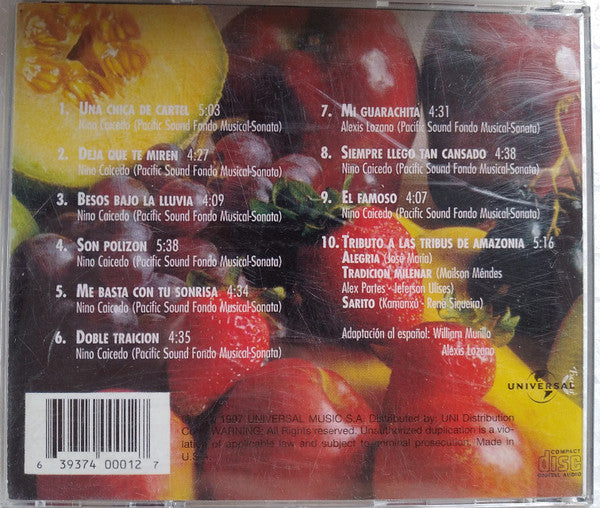 1. UNA CHICA DE CARTEL 5:03
Nino Caicedo (Pacific Sound Fondo Musical-Sonata)
2. DEJA QUE TE MIREN 4:27
Nino Caicedo (Pacific Sound Fondo Musical-Sonata)
3. BESOS BAJO LA LLUVIA 4:09
Nino Caicedo (Pacific Sound Fondo Musical-Sonata)
4. SON POLIZON 5:38
Nino Caicedo (Pacific Sound Fondo Musical-Sonata)
5. ME BASTA CON TU SONRISA 4:34
Nino Caicedo (Pacific Sound Fondo Musical-Sonata)
6. DOBLE TRAICION 4:35
Nino Caicedo (Pacific Sound Fondo Musical-Sonata)
7. MI GUARACHITA 4:31
Alexis Lozano (Pacific Sound Fondo Musical-Sonata)
8. SIEMPRE LLEGO TAN CANSADO 4:38
Nino Caicedo (Pacific Sound Fondo Musical-Sonata)
9. EL FAMOSO 4:07
Nino Caicedo (Pacific Sound Fondo Musical-Sonata)
10. TRIBUTO A LAS TRIBUS DE AMAZONIA 5:16
ALEGRIA (José Maria)
TRADICION MILENAR (Mailson Méndes
Alex Partes - Jeferson Ulises)
SARITO (Kamanxú - Rene Siqueira)
Adaptación al español: William Murillo
Alexis Lozano
UNIVERSAL
1997 UNIVERSAL MUSIC S.A. Distributed by: UNI Distribution
WARNING: All Rights reserved. Unauthorized duplication is a vio-
lation of applicable law and subject to criminal prosecution. Made in
U.S.A.
6 39374 00012 7
COMPACT
disc
DIGITAL AUDIO